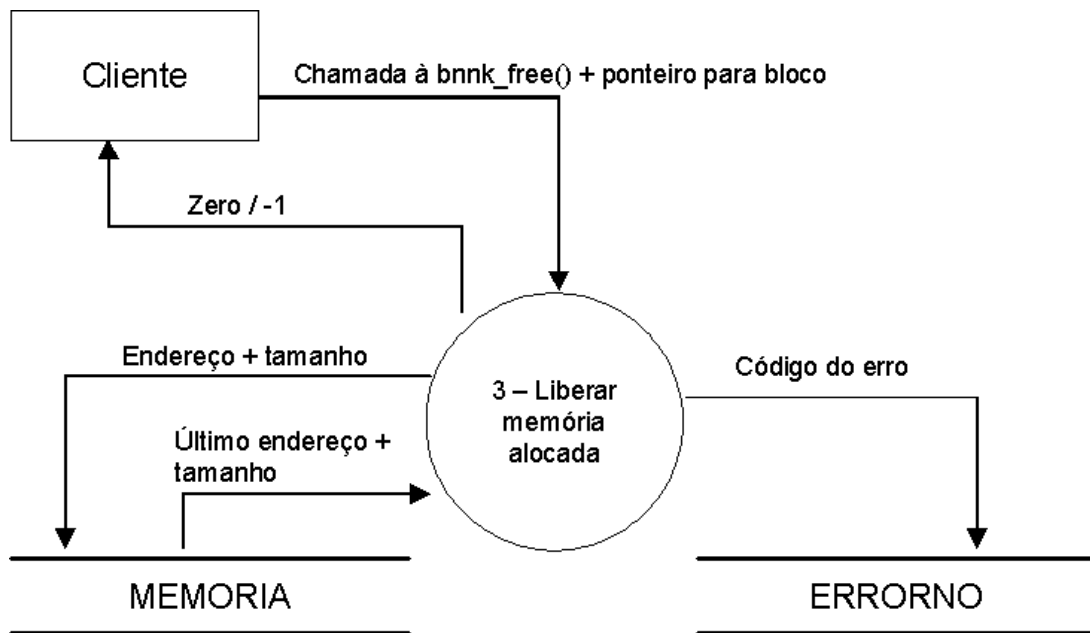 Cliente
Chamada à bnnk_free() + ponteiro para bloco
Zero / -1
Endereço + tamanho
Último endereço +
tamanho
3 – Liberar
memória
alocada
Código do erro
MEMORIA
ERRORNO